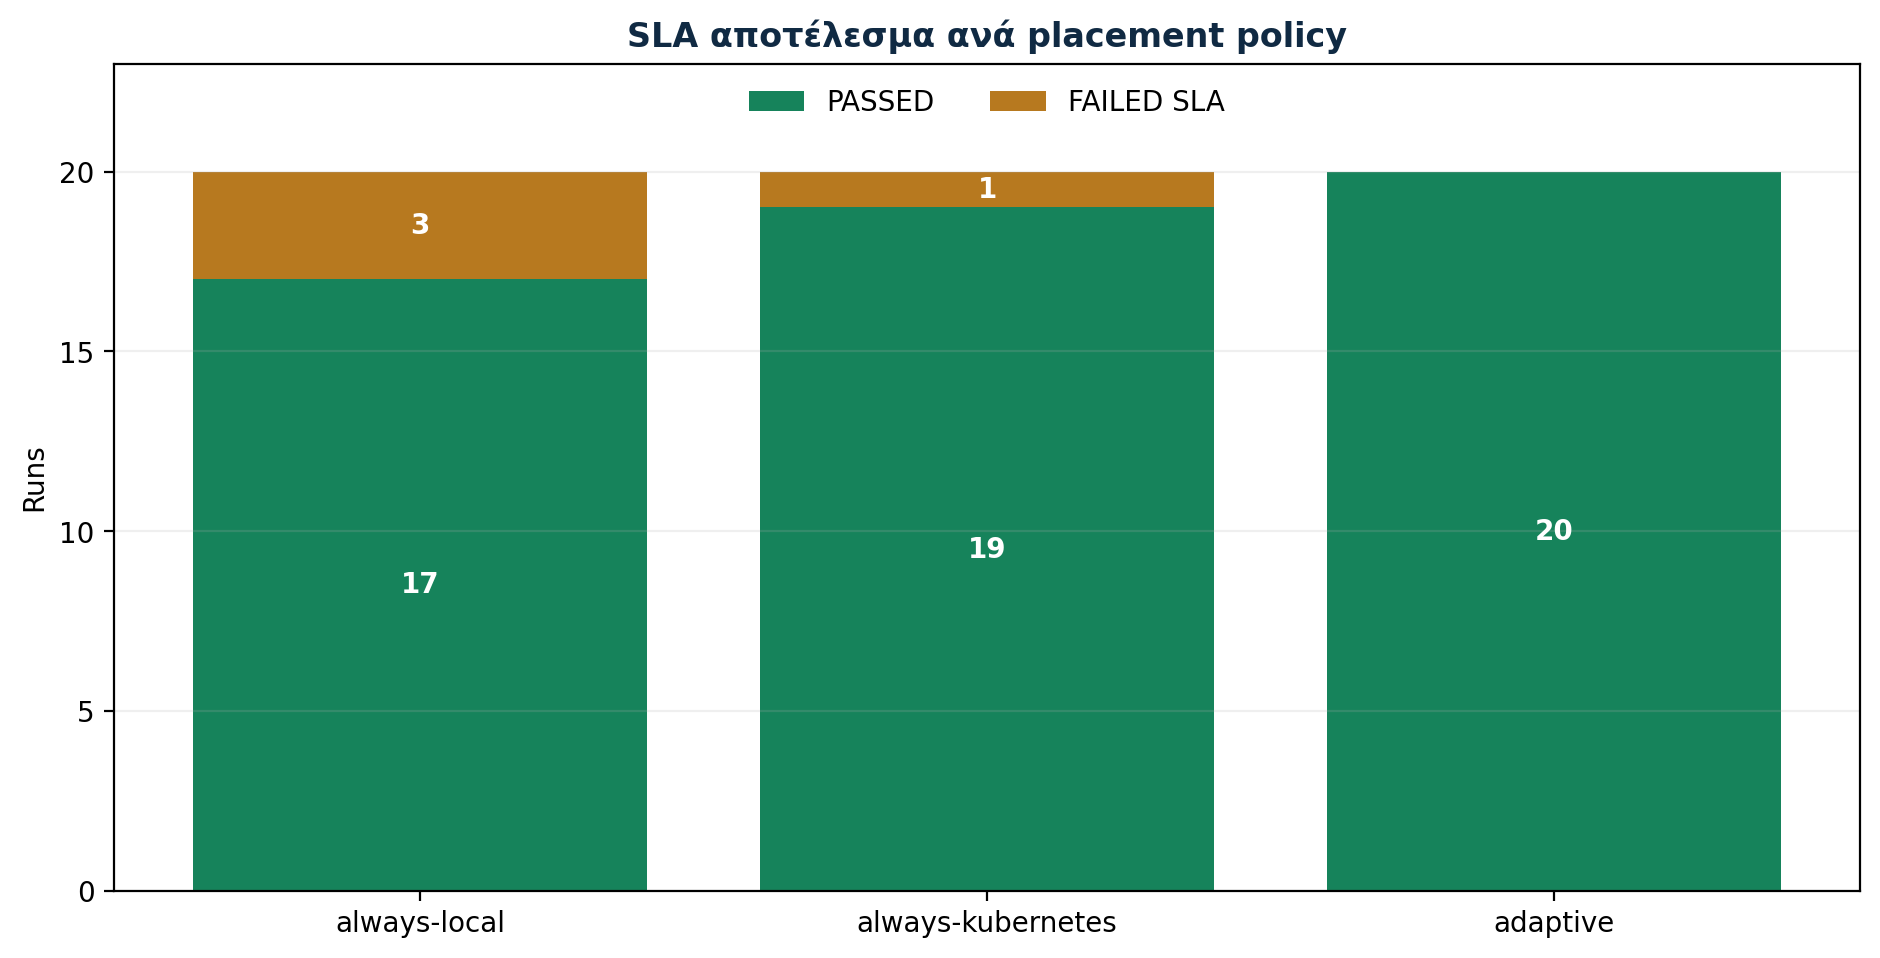 SLA αποτέλεσμα ανά placement policy
PASSED FAILED SLA
20
15
10
5
0
Runs
3
17
1
19
20
always-local always-kubernetes adaptive